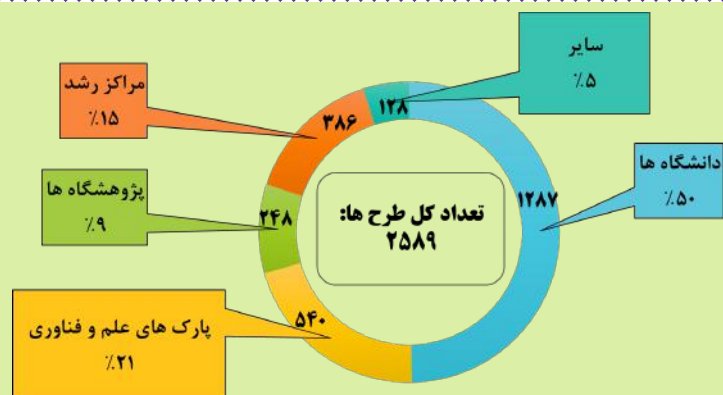 سایر
٪۵
مراکز رشد
٪۱۵
۱۲۸
۳۸۶
دانشگاه ها
٪۵۰
پژوهشگاه ها
٪۹
۱۲۸۷
۲۴۸
تعداد کل طرح ها:
۲۵۸۹
۵۴۰
پارک های علم و فناوری
٪۲۱